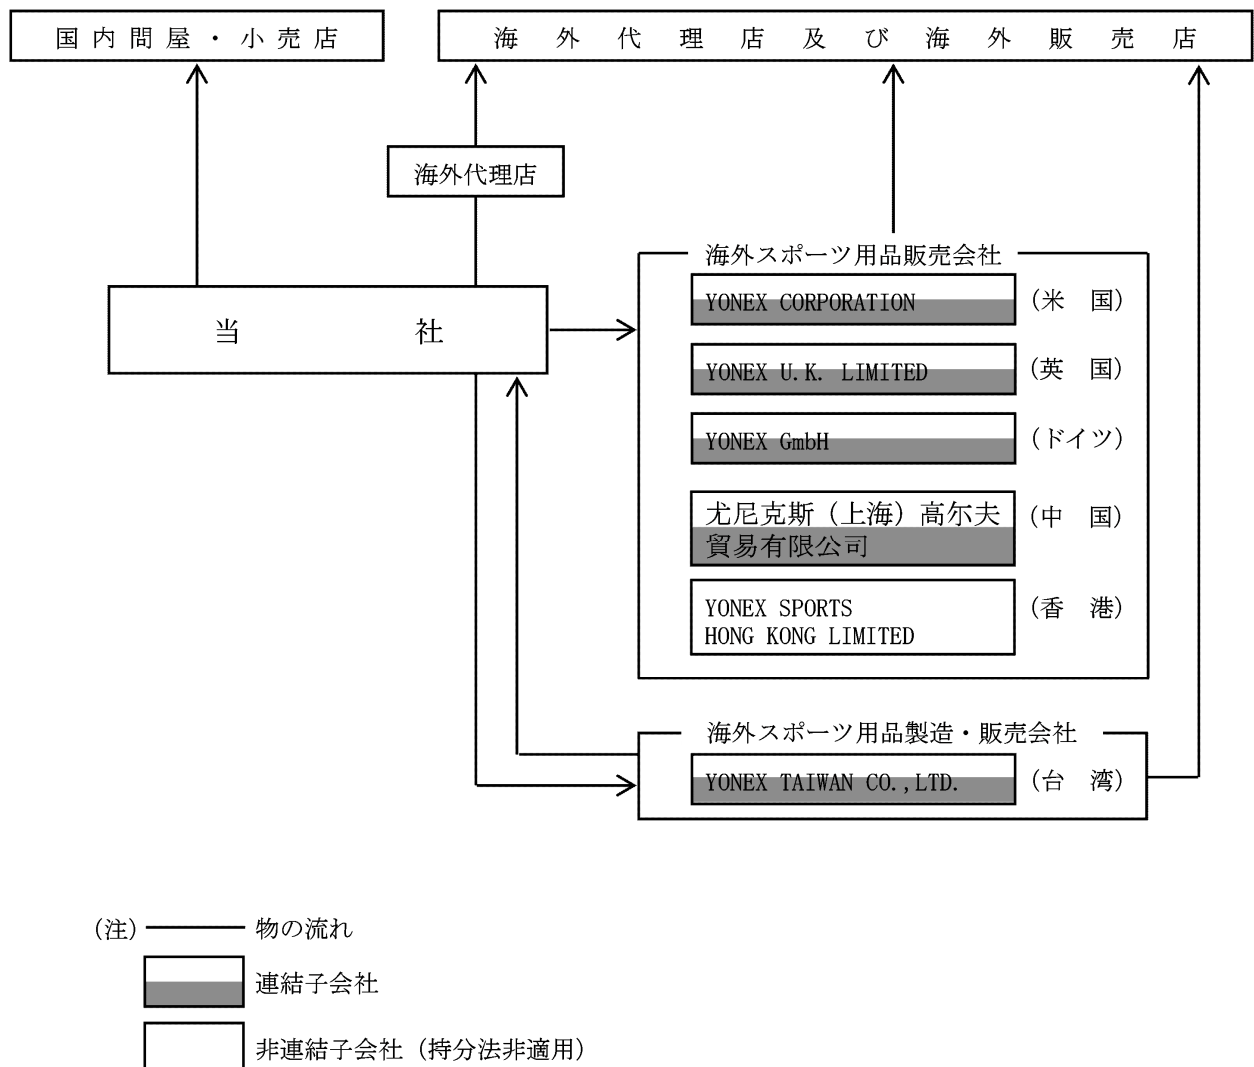 国内問屋・小売店
海外代理店及び海外販売店
海外代理店
海外スポーツ用品販売会社
当社
YONEX CORPORATION
(米国)
YONEX U.K. LIMITED
(英国)
YONEX GmbH
(ドイツ)
尤尼克斯(上海)高尔夫
貿易有限公司
(中国)
YONEX SPORTS
HONG KONG LIMITED
(香港)
海外スポーツ用品製造・販売会社
YONEX TAIWAN CO.,LTD.
(台湾)
(注) 物の流れ
連結子会社
非連結子会社(持分法非適用)